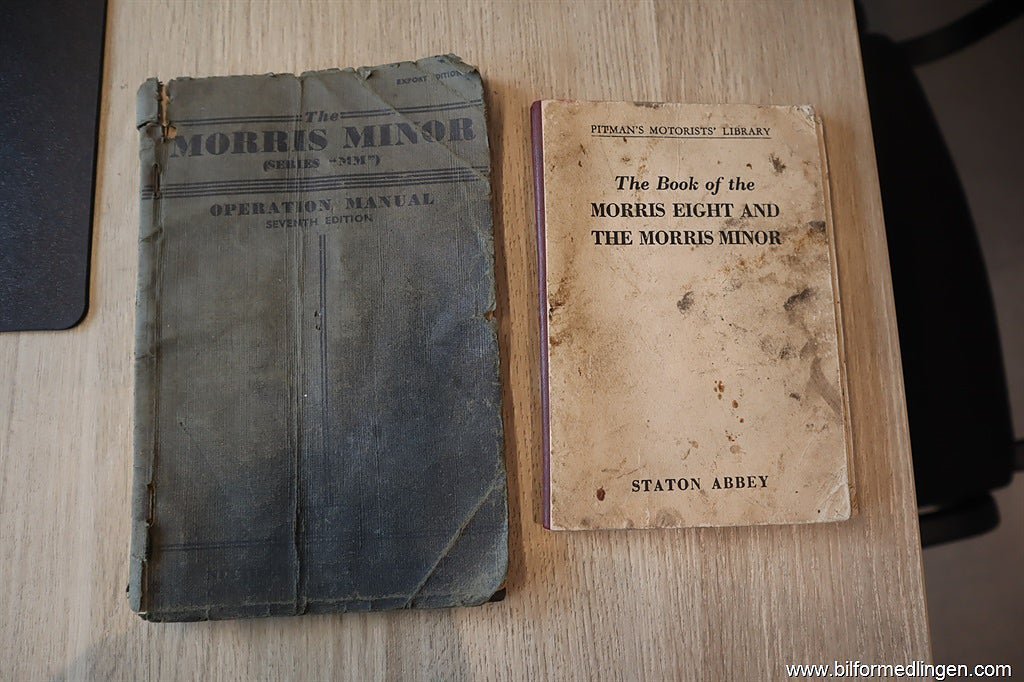 EXPORT EDITION
The
MORRIS MINOR
(SERIES "MM")
OPERATION MANUAL
SEVENTH EDITION
PITMAN'S MOTORISTS' LIBRARY
The Book of the
MORRIS EIGHT AND
THE MORRIS MINOR
STATON ABBEY
www.bilformedlingen.com